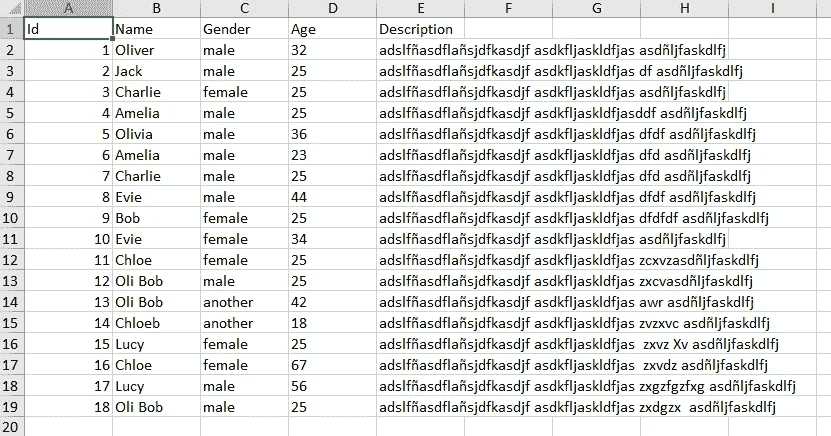 A B C D E F G H I
1 Id Name Gender Age Description
2 1 Oliver male 32 adslfñasdflañsjdfkasdjf asdkfljaskldfjas asdñljfaskdlfj
3 2 Jack male 25 adslfñasdflañsjdfkasdjf asdkfljaskldfjas df asdñljfaskdlfj
4 3 Charlie female 25 adslfñasdflañsjdfkasdjf asdkfljaskldfjas asdñljfaskdlfj
5 4 Amelia male 25 adslfñasdflañsjdfkasdjf asdkfljaskldfjasddf asdñljfaskdlfj
6 5 Olivia male 36 adslfñasdflañsjdfkasdjf asdkfljaskldfjas dfdf asdñljfaskdlfj
7 6 Amelia male 23 adslfñasdflañsjdfkasdjf asdkfljaskldfjas dfd asdñljfaskdlfj
8 7 Charlie male 25 adslfñasdflañsjdfkasdjf asdkfljaskldfjas dfd asdñljfaskdlfj
9 8 Evie male 44 adslfñasdflañsjdfkasdjf asdkfljaskldfjas dfdf asdñljfaskdlfj
10 9 Bob female 25 adslfñasdflañsjdfkasdjf asdkfljaskldfjas dfdfdf asdñljfaskdlfj
11 10 Evie female 34 adslfñasdflañsjdfkasdjf asdkfljaskldfjas asdñljfaskdlfj
12 11 Chloe female 25 adslfñasdflañsjdfkasdjf asdkfljaskldfjas zcxvzasdñljfaskdlfj
13 12 Oli Bob male 25 adslfñasdflañsjdfkasdjf asdkfljaskldfjas zxcvasdñljfaskdlfj
14 13 Oli Bob another 42 adslfñasdflañsjdfkasdjf asdkfljaskldfjas awr asdñljfaskdlfj
15 14 Chloeb another 18 adslfñasdflañsjdfkasdjf asdkfljaskldfjas zvzxvc asdñljfaskdlfj
16 15 Lucy female 25 adslfñasdflañsjdfkasdjf asdkfljaskldfjas  zxvz Xv asdñljfaskdlfj
17 16 Chloe female 67 adslfñasdflañsjdfkasdjf asdkfljaskldfjas  zxvdz asdñljfaskdlfj
18 17 Lucy male 56 adslfñasdflañsjdfkasdjf asdkfljaskldfjas zxgzfgzfxg asdñljfaskdlfj
19 18 Oli Bob male 25 adslfñasdflañsjdfkasdjf asdkfljaskldfjas zxdgzx  asdñljfaskdlfj
20